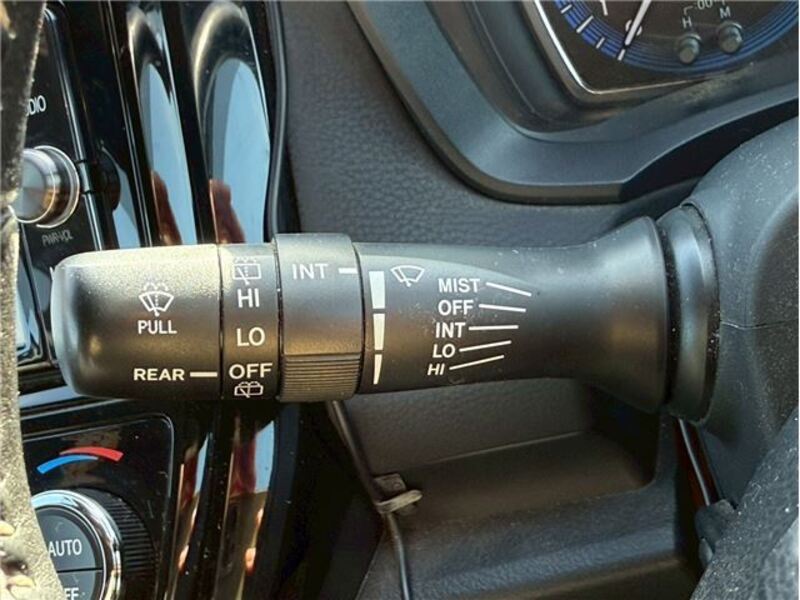 DIO
PWR·VOL
PULL
REAR
HI
LO
OFF
INT
MIST
OFF
INT
LO
HI
H M
AUTO